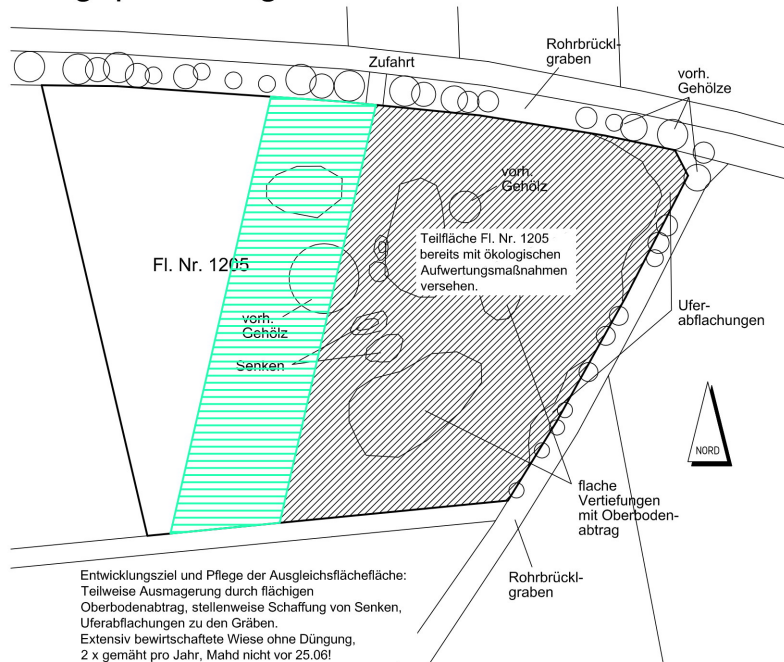 Zufahrt
Rohrbrückl-
graben
vorh.
Gehölze
vorh.
Gehölz
Teilfläche Fl. Nr. 1205
bereits mit ökologischen
Aufwertungsmaßnahmen
versehen.
Fl. Nr. 1205
Ufer-
abflachungen
vorh.
Gehölz
Senken
NORD
flache
Vertiefungen
mit Oberboden-
abtrag
Rohrbrückl-
graben
Entwicklungsziel und Pflege der Ausgleichsflächefläche:
Teilweise Ausmagerung durch flächigen
Oberbodenabtrag, stellenweise Schaffung von Senken,
Uferabflachungen zu den Gräben.
Extensiv bewirtschaftete Wiese ohne Düngung,
2 x gemäht pro Jahr, Mahd nicht vor 25.06!